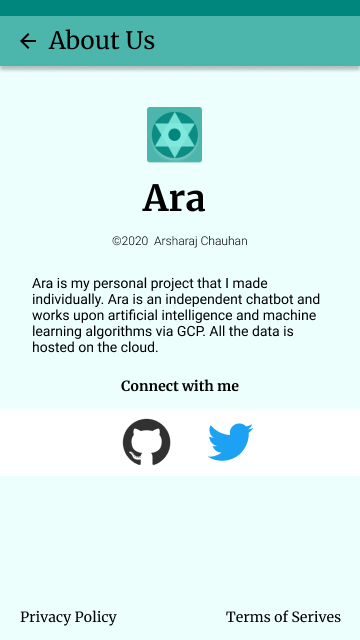 About Us
Ara
©2020 Arsharaj Chauhan
Ara is my personal project that I made
individually. Ara is an independent chatbot and
works upon artificial intelligence and machine
learning algorithms via GCP. All the data is
hosted on the cloud.
Connect with me
Privacy Policy
Terms of Serives